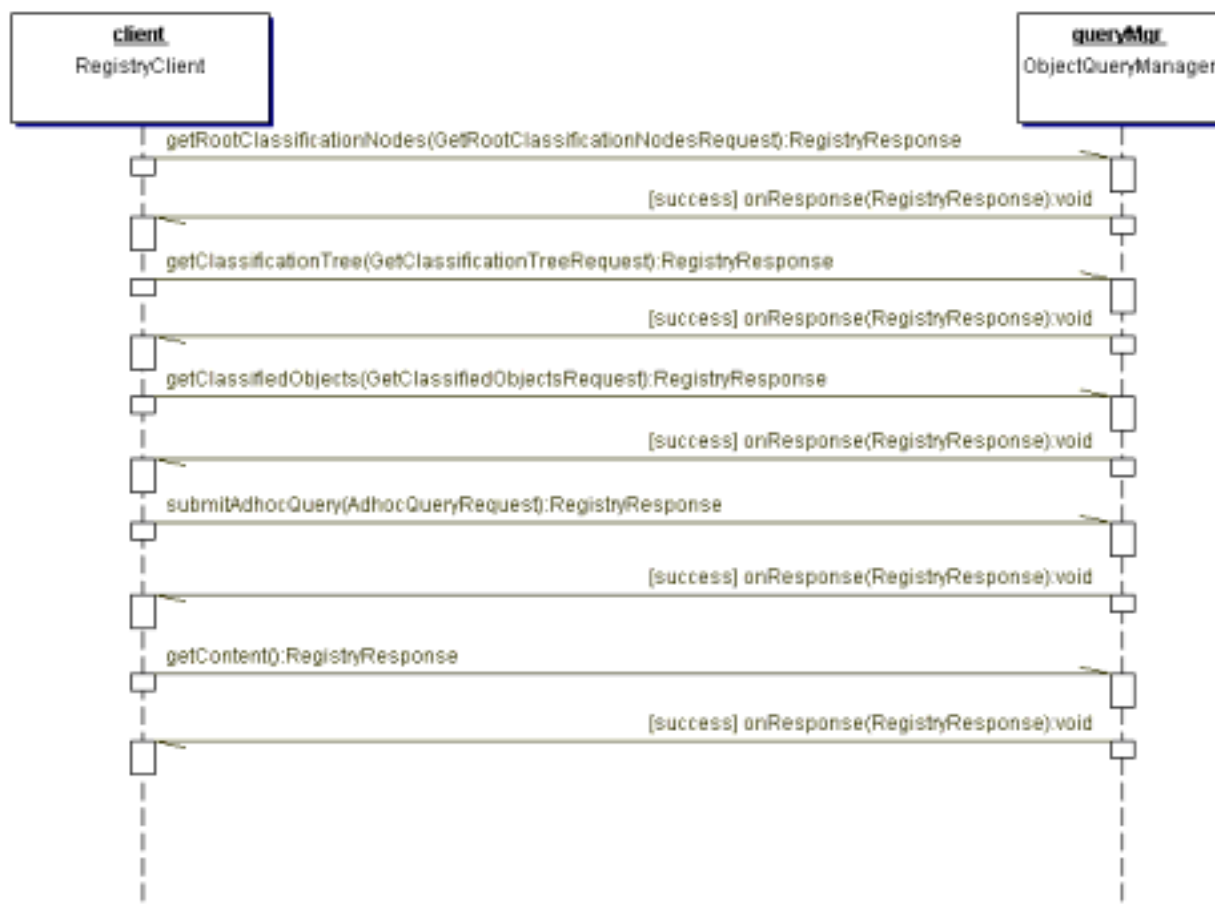 client
RegistryClient
queryMgr
ObjectQueryManager
getRootClassificationNodes(GetRootClassificationNodesRequest):RegistryResponse
[success] onResponse(RegistryResponse):void
getClassificationTree(GetClassificationTreeRequest):RegistryResponse
[success] onResponse(RegistryResponse):void
getClassifiedObjects(GetClassifiedObjectsRequest):RegistryResponse
[success] onResponse(RegistryResponse):void
submitAdhocQuery(AdhocQueryRequest):RegistryResponse
[success] onResponse(RegistryResponse):void
getContent():RegistryResponse
[success] onResponse(RegistryResponse):void